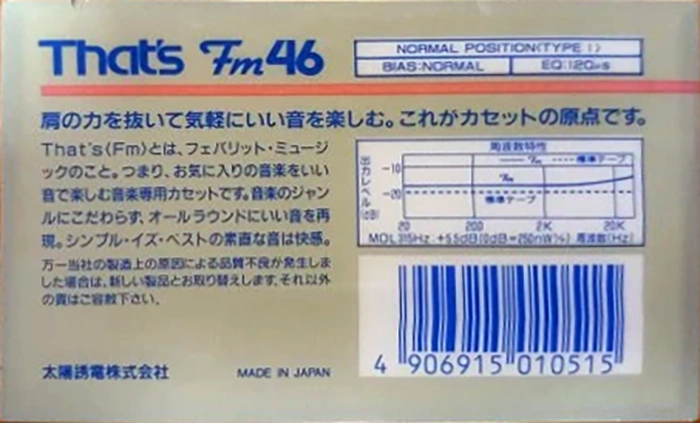 That's Fm46
NORMAL POSITION(TYPE I)
BIAS:NORMAL EQ:120μs
肩の力を抜いて気軽にいい音を楽しむ。これがカセットの原点です。
That's(Fm)とは、フェバリット・ミュージ
ックのこと。つまり、お気に入りの音楽をいい
音で楽しむ音楽専用カセットです。音楽のジャン
ルにこだわらず、オールラウンドにいい音を再
現。シンプル・イズ・ベストの素直な音は快感。
万一当社の製造上の原因による品質不良が発生しま
した場合は、新しい製品とお取り替えします。それ以外
の責はご容赦下さい。
太陽誘電株式会社 MADE IN JAPAN
周波数特性
Fm 標準テープ
出力レベル(dB)
-10
Fm
-20
標準テープ
20 200 2K 20K
MOL 315Hz +5.5dB(0dB=250nWb/m) 周波数(Hz)
4 906915 010515